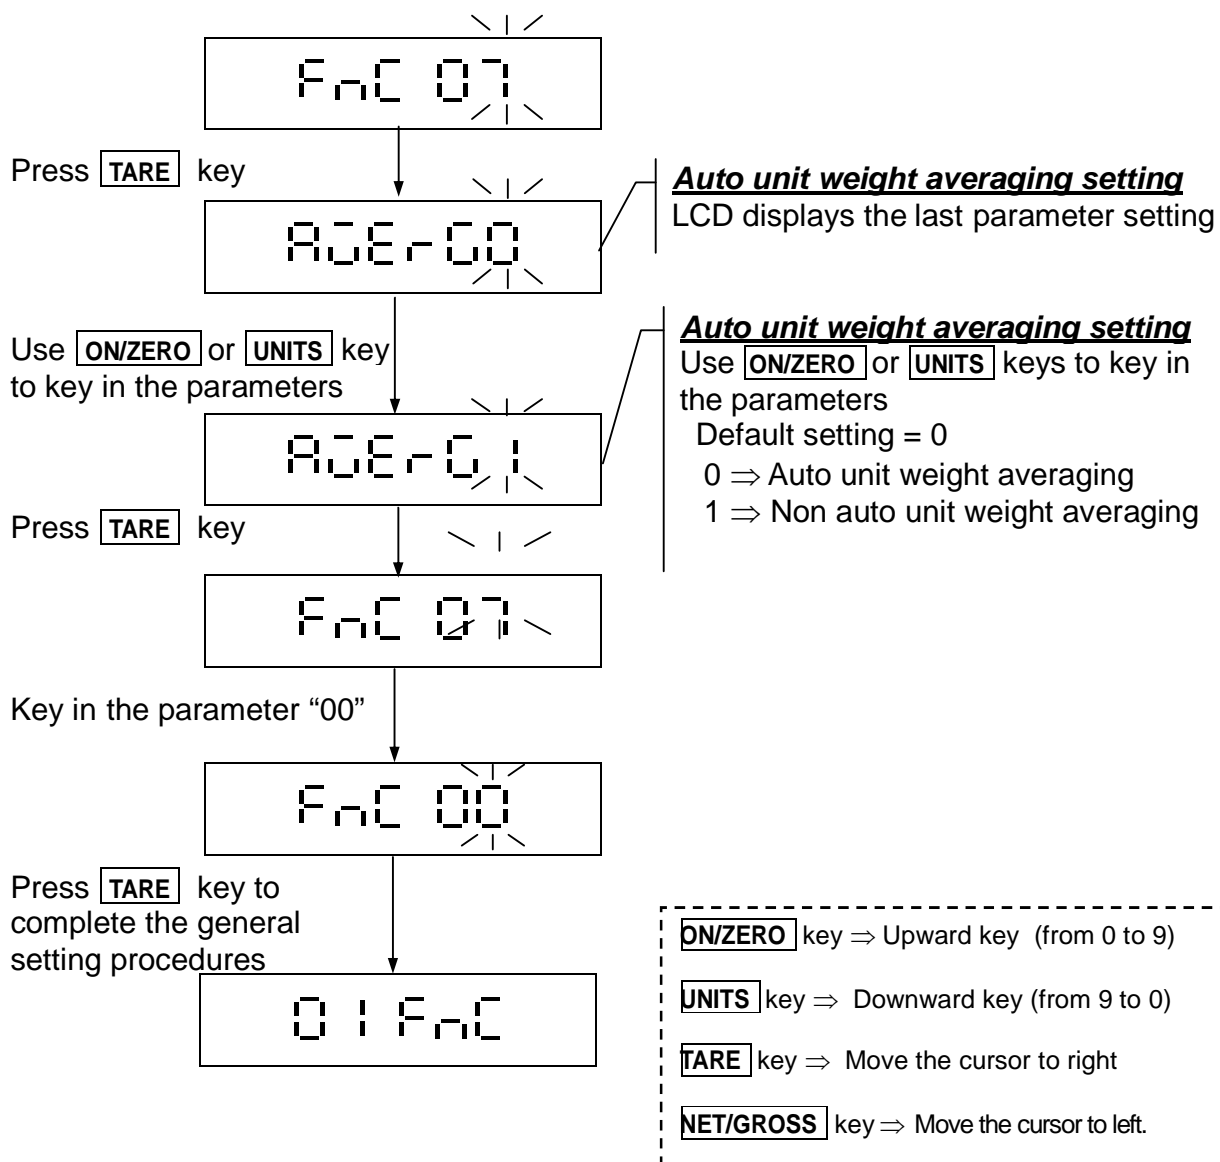 FnC 07
Press TARE key
Auto unit weight averaging setting
LCD displays the last parameter setting
AVErG0
Use ON/ZERO or UNITS key
to key in the parameters
Auto unit weight averaging setting
Use ON/ZERO or UNITS keys to key in
the parameters
Default setting = 0
0 ⇒ Auto unit weight averaging
1 ⇒ Non auto unit weight averaging
AVErG1
Press TARE key
FnC 07
Key in the parameter “00”
FnC 00
Press TARE key to
complete the general
setting procedures
01 FnC
ON/ZERO key ⇒ Upward key (from 0 to 9)
UNITS key ⇒ Downward key (from 9 to 0)
TARE key ⇒ Move the cursor to right
NET/GROSS key ⇒ Move the cursor to left.